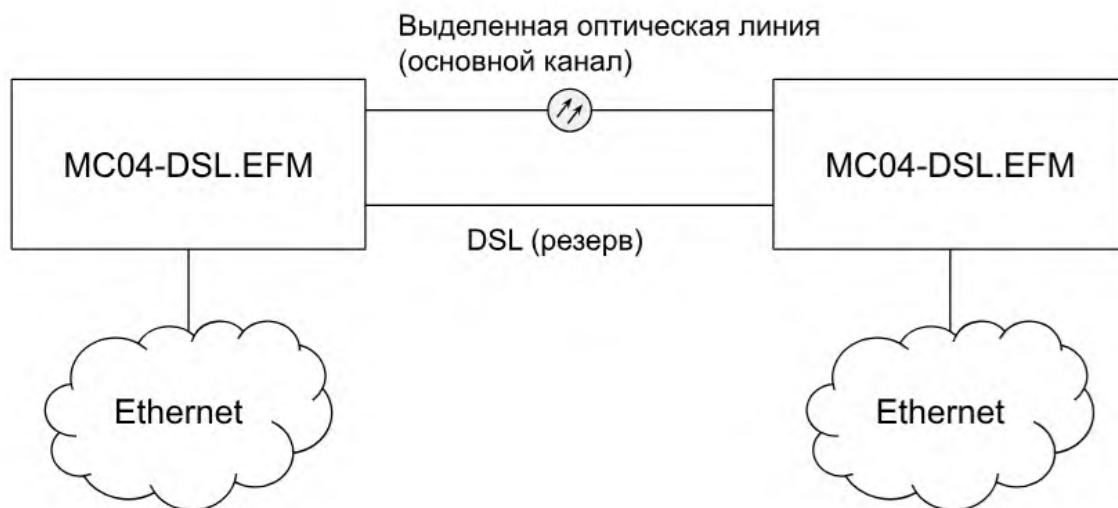 Выделенная оптическая линия
(основной канал)
MC04-DSL.EFM
MC04-DSL.EFM
DSL (резерв)
Ethernet
Ethernet